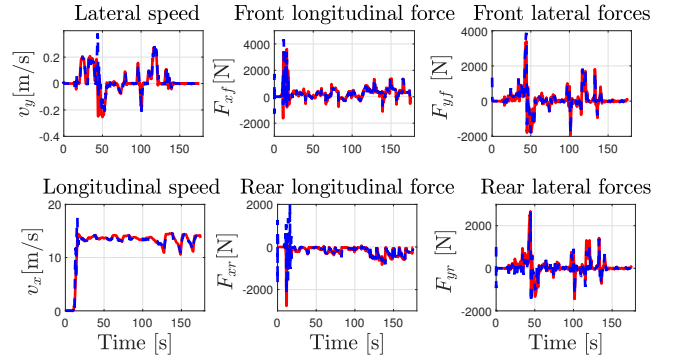 Lateral speed
Front longitudinal force
Front lateral forces
v_y [m/s]
0.2
0
-0.2
-0.4
0 50 100 150
F_xf [N]
4000
2000
0
-2000
0 50 100 150
F_yf [N]
4000
2000
0
2000
0 50 100 150
Longitudinal speed
Rear longitudinal force
Rear lateral forces
v_x [m/s]
20
15
10
5
0
0 50 100 150
Time [s]
F_xr [N]
2000
0
-2000
0 50 100 150
Time [s]
F_yr [N]
2000
0
-2000
0 50 100 150
Time [s]